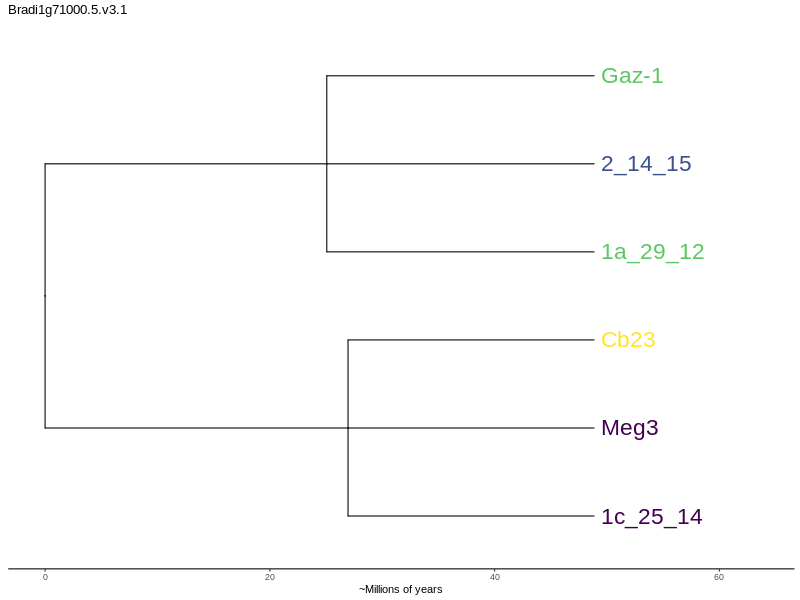 Bradi1g71000.5.v3.1
Gaz-1
2_14_15
1a_29_12
Cb23
Meg3
1c_25_14
0 20 40 60
~Millions of years